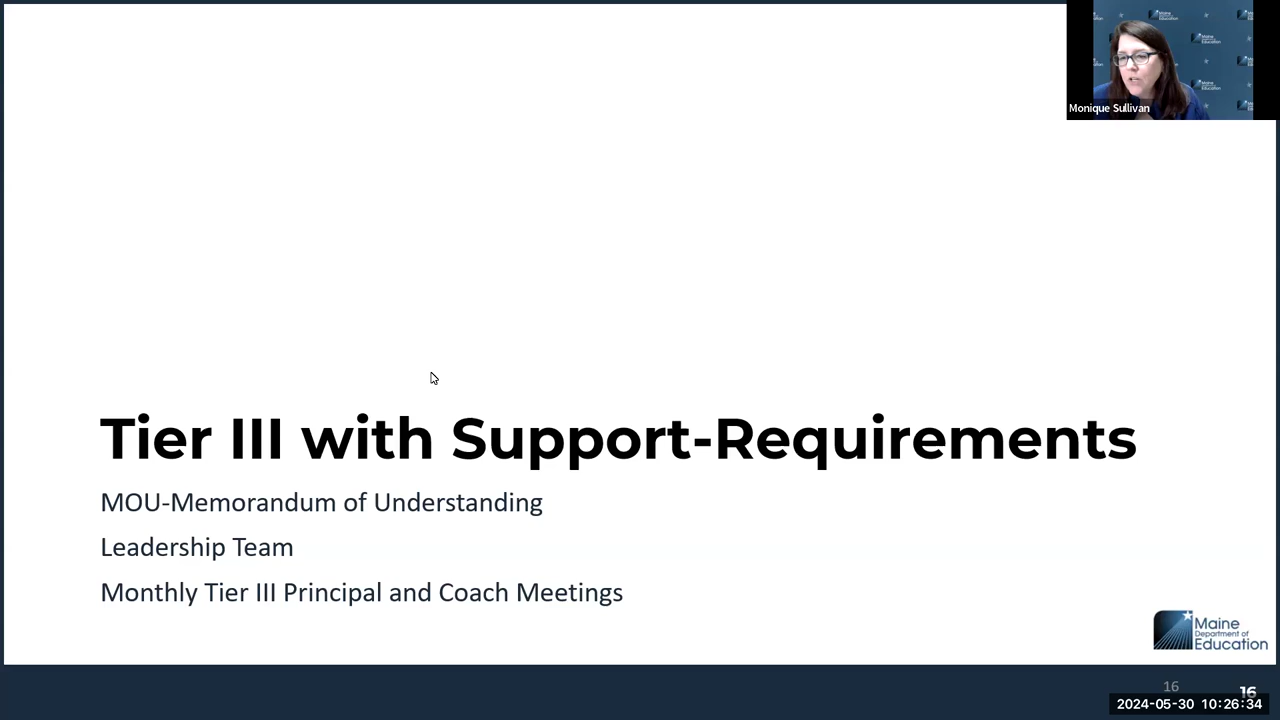 Monique Sullivan
Tier III with Support-Requirements
MOU-Memorandum of Understanding
Leadership Team
Monthly Tier III Principal and Coach Meetings
Maine
Department of
Education
16
16
2024-05-30 10:26:34